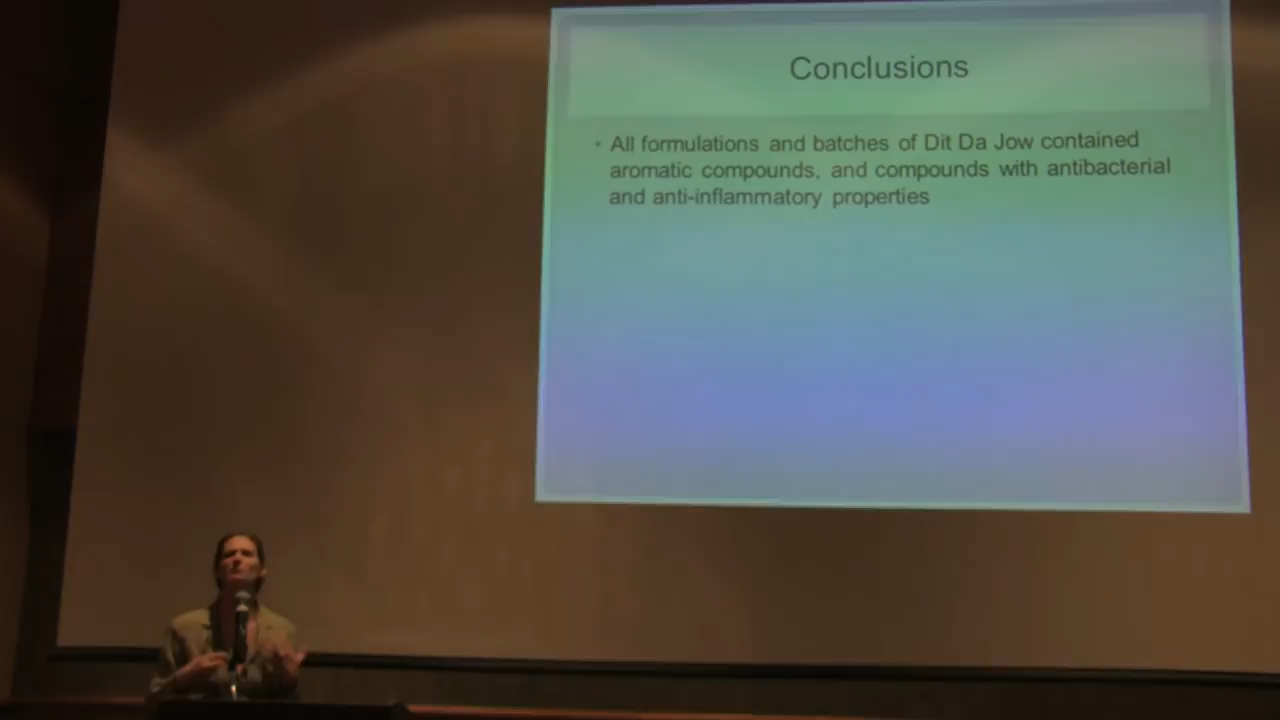 Conclusions
• All formulations and batches of Dit Da Jow contained
aromatic compounds, and compounds with antibacterial
and anti-inflammatory properties